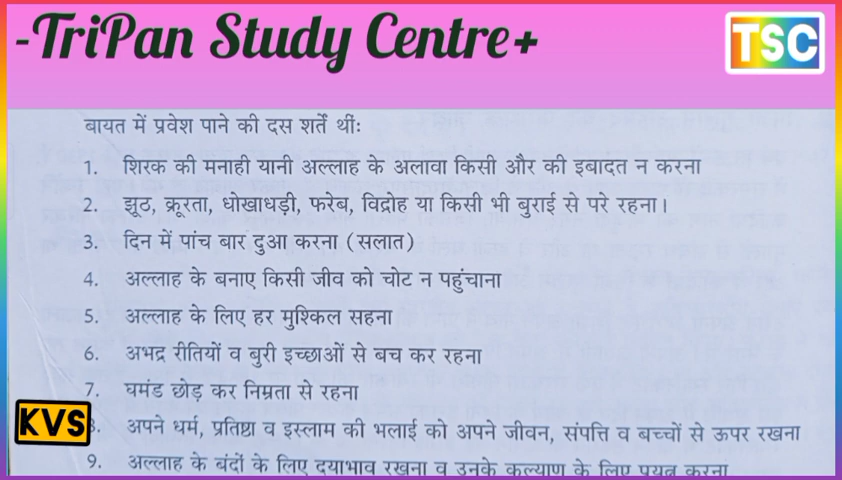 -TriPan Study Centre+
TSC
बायत में प्रवेश पाने की दस शर्तें थीं:
1. शिरक की मनाही यानी अल्लाह के अलावा किसी और की इबादत न करना
2. झूठ, क्रूरता, धोखाधड़ी, फरेब, विद्रोह या किसी भी बुराई से परे रहना।
3. दिन में पांच बार दुआ करना (सलात)
4. अल्लाह के बनाए किसी जीव को चोट न पहुंचाना
5. अल्लाह के लिए हर मुश्किल सहना
6. अभद्र रीतियों व बुरी इच्छाओं से बच कर रहना
7. घमंड छोड़ कर निम्रता से रहना
KVS
8. अपने धर्म, प्रतिष्ठा व इस्लाम की भलाई को अपने जीवन, संपत्ति व बच्चों से ऊपर रखना
9. अल्लाह के बंदों के लिए दयाभाव रखना व उनके कल्याण के लिए प्रयत्न करना